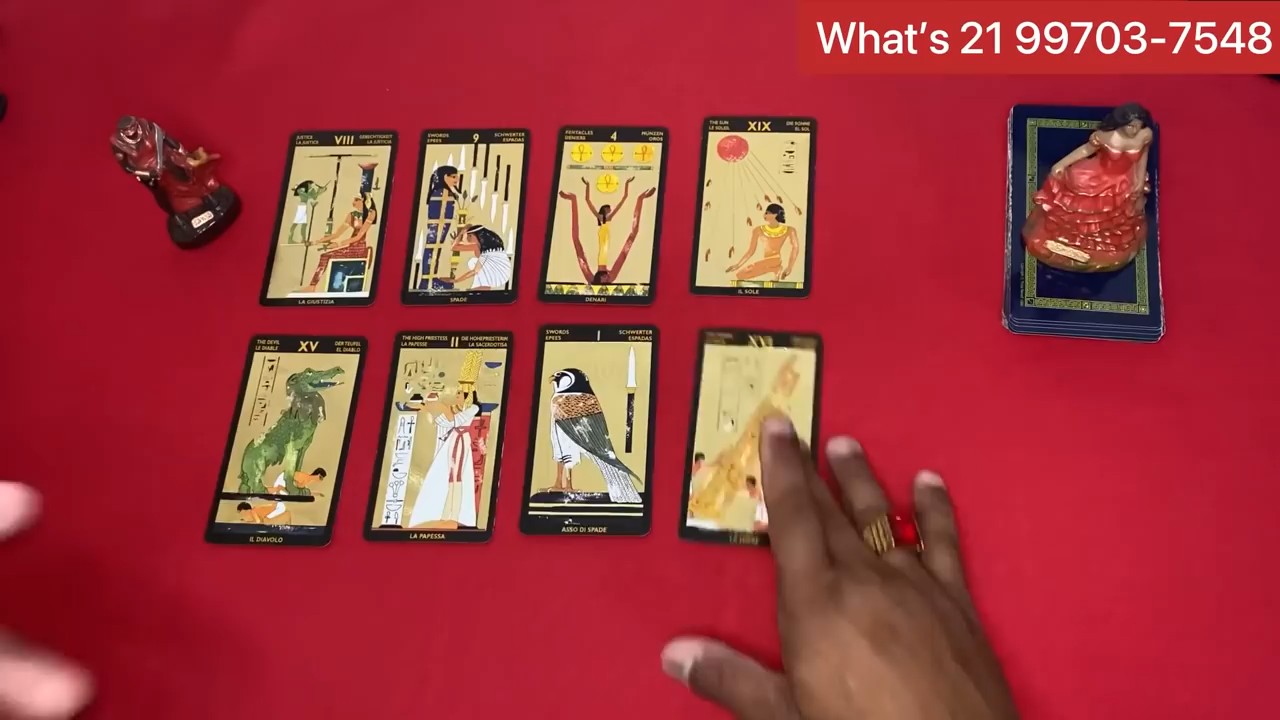 What's 21 99703-7548
JUSTICE
LA JUSTICE
VIII
GERECHTIGKEIT
LA JUSTICIA
LA GIUSTIZIA
SWORDS
EPEES
9
SCHWERTER
ESPADAS
SPADE
PENTACLES
DENIERS
4
MÜNZEN
OROS
DENARI
THE SUN
LE SOLEIL
XIX
DIE SONNE
EL SOL
IL SOLE
THE DEVIL
LE DIABLE
XV
DER TEUFEL
EL DIABLO
IL DIAVOLO
THE HIGH PRIESTESS
LA PAPESSE
II
DIE HOHEPRIESTERIN
LA SACERDOTISA
LA PAPESSA
SWORDS
EPEES
I
SCHWERTER
ESPADAS
ASSO DI SPADE